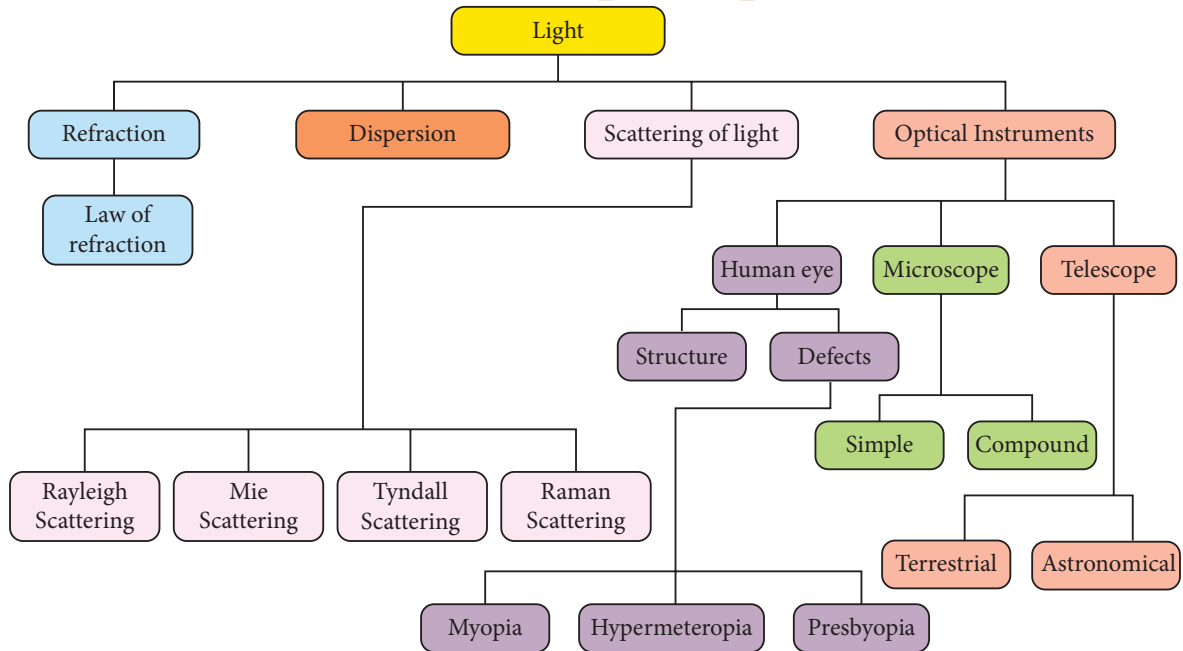 Light
Refraction
Dispersion
Scattering of light
Optical Instruments
Law of
refraction
Human eye
Microscope
Telescope
Structure
Defects
Simple
Compound
Rayleigh
Scattering
Mie
Scattering
Tyndall
Scattering
Raman
Scattering
Terrestrial
Astronomical
Myopia
Hypermeteropia
Presbyopia